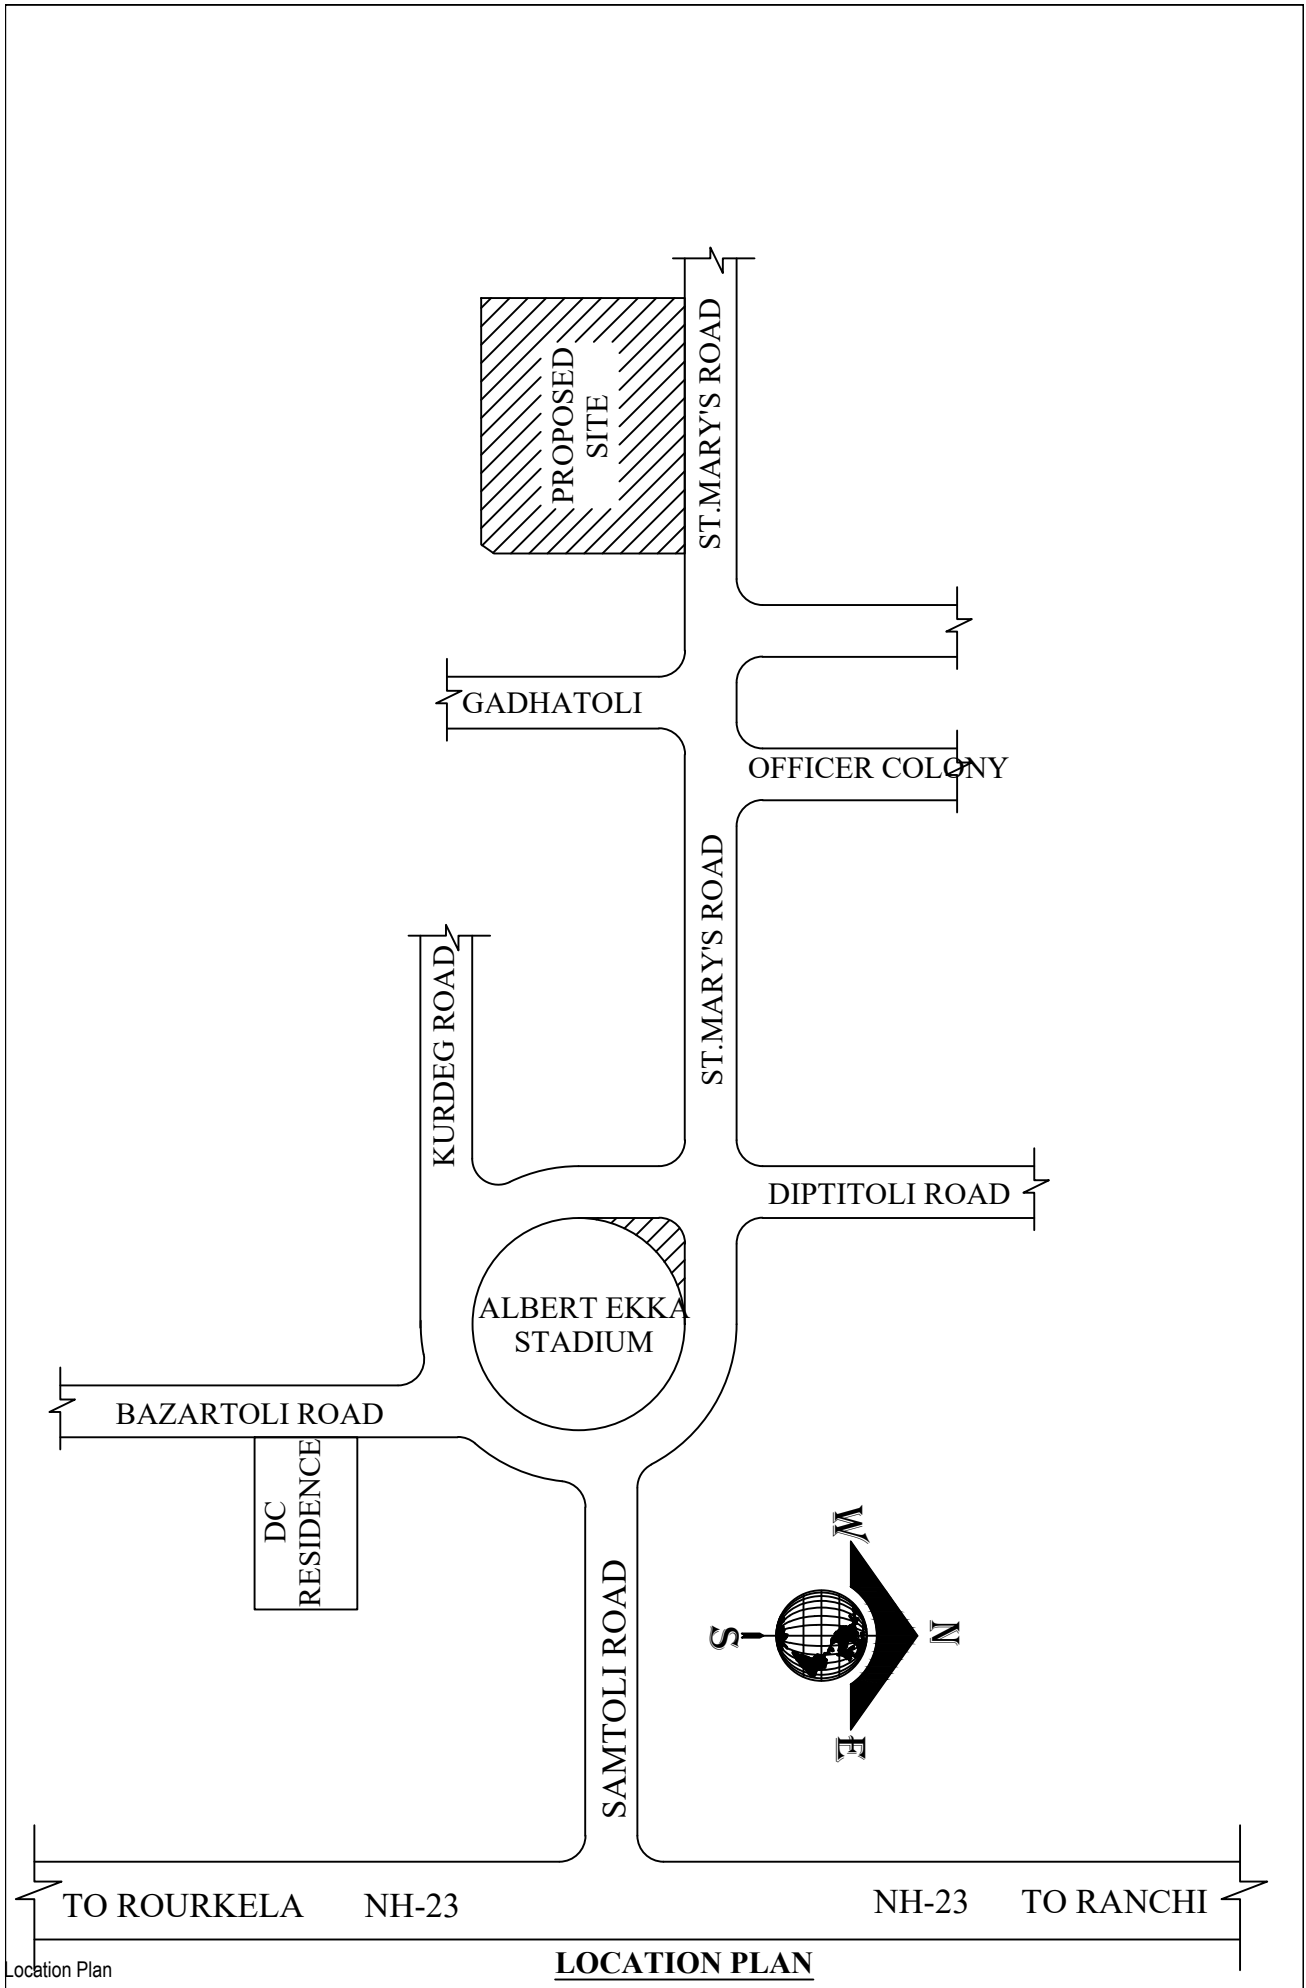 PROPOSED
SITE
ST.MARY'S ROAD
GADHATOLI
OFFICER COLONY
ST.MARY'S ROAD
KURDEG ROAD
DIPTITOLI ROAD
ALBERT EKKA
STADIUM
BAZARTOLI ROAD
DC
RESIDENCE
SAMTOLI ROAD
W
N
S
E
TO ROURKELA NH-23
NH-23 TO RANCHI
LOCATION PLAN
Location Plan